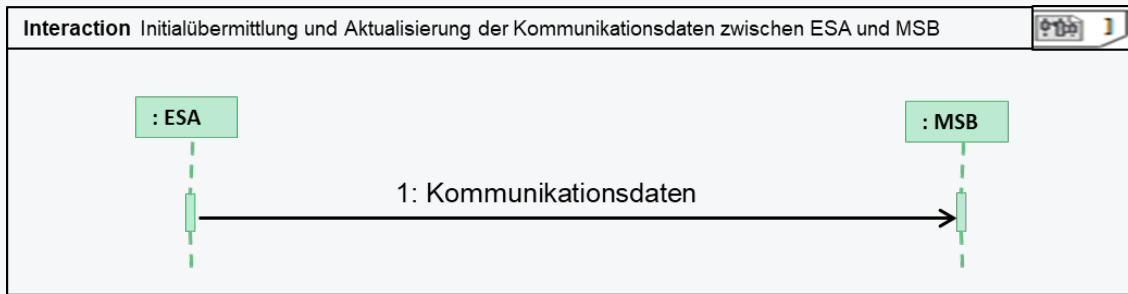 Interaction Initialübermittlung und Aktualisierung der Kommunikationsdaten zwischen ESA und MSB
: ESA
: MSB
1: Kommunikationsdaten